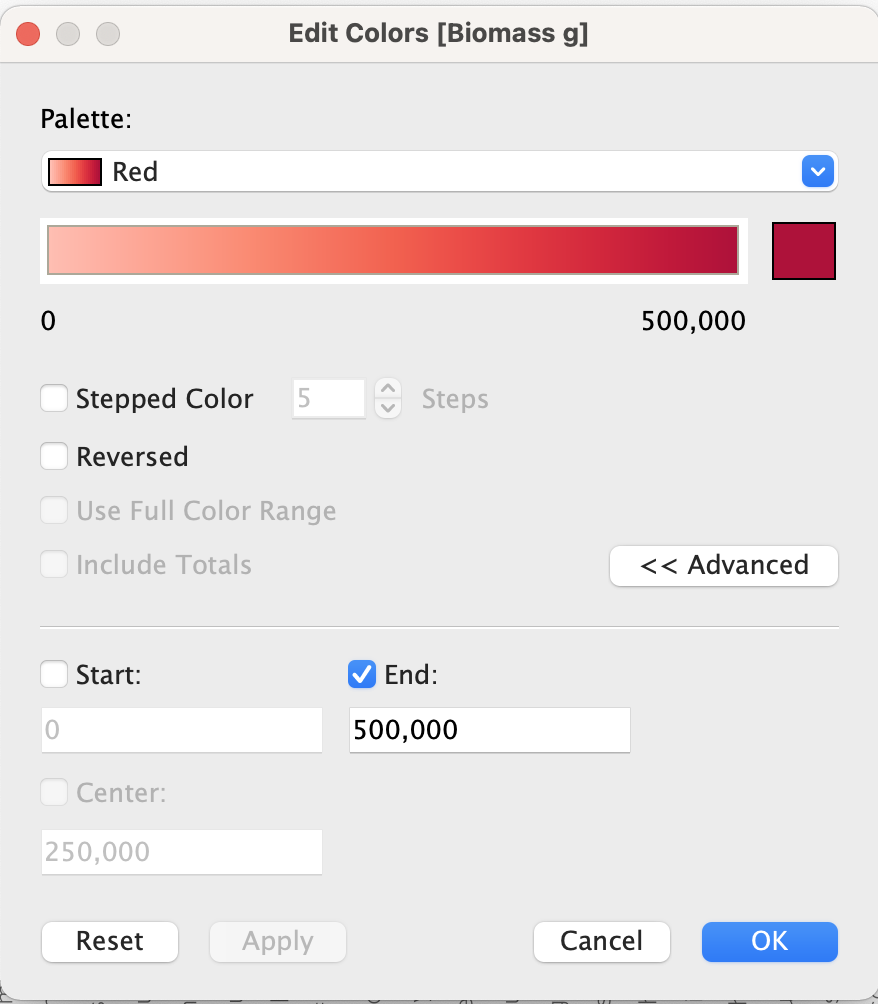 Edit Colors [Biomass g]
Palette:
Red
0 500,000
Stepped Color 5 Steps
Reversed
Use Full Color Range
Include Totals << Advanced
Start: End:
0 500,000
Center:
250,000
Reset Apply Cancel OK